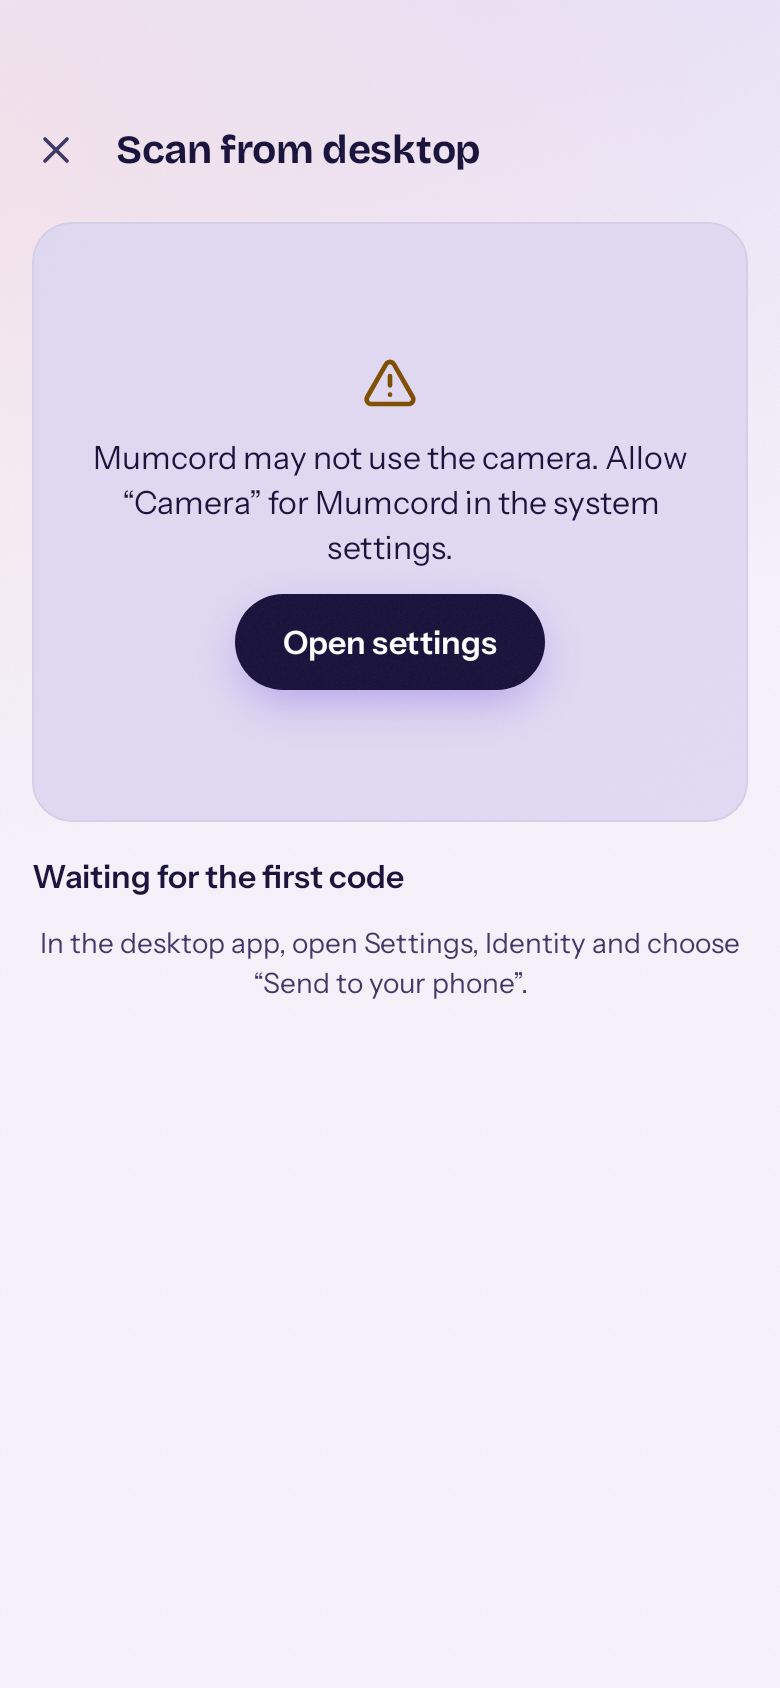 Scan from desktop
Mumcord may not use the camera. Allow
“Camera” for Mumcord in the system
settings.
Open settings
Waiting for the first code
In the desktop app, open Settings, Identity and choose
“Send to your phone”.